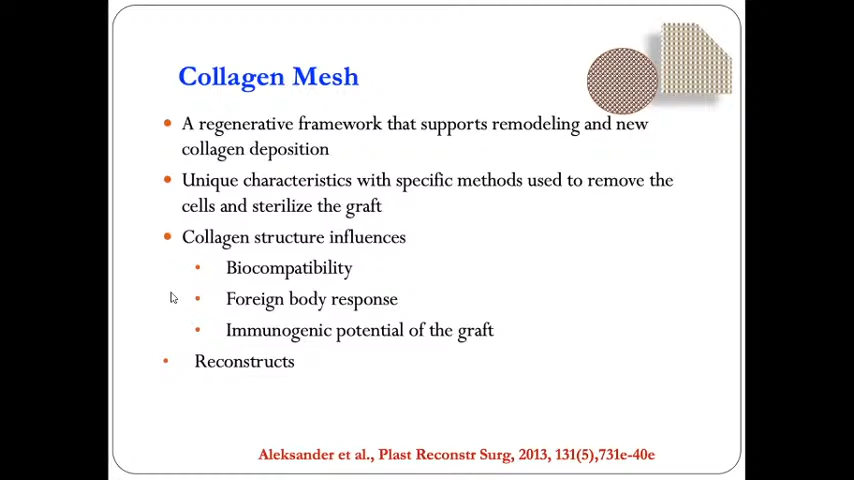 Collagen Mesh
• A regenerative framework that supports remodeling and new
collagen deposition
• Unique characteristics with specific methods used to remove the
cells and sterilize the graft
• Collagen structure influences
• Biocompatibility
• Foreign body response
• Immunogenic potential of the graft
• Reconstructs
Aleksander et al., Plast Reconstr Surg, 2013, 131(5),731e-40e